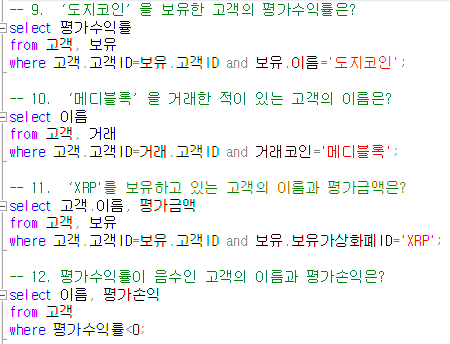 -- 9. ‘도지코인’을 보유한 고객의 평가수익률은?
select 평가수익률
from 고객, 보유
where 고객.고객ID=보유.고객ID and 보유.이름='도지코인';
-- 10. ‘메디블록’을 거래한 적이 있는 고객의 이름은?
select 이름
from 고객, 거래
where 고객.고객ID=거래.고객ID and 거래코인='메디블록';
-- 11. ‘XRP'를 보유하고 있는 고객의 이름과 평가금액은?
select 고객.이름, 평가금액
from 고객, 보유
where 고객.고객ID=보유.고객ID and 보유.보유가상화폐ID='XRP';
-- 12. 평가수익률이 음수인 고객의 이름과 평가손익은?
select 이름, 평가손익
from 고객
where 평가수익률<0;